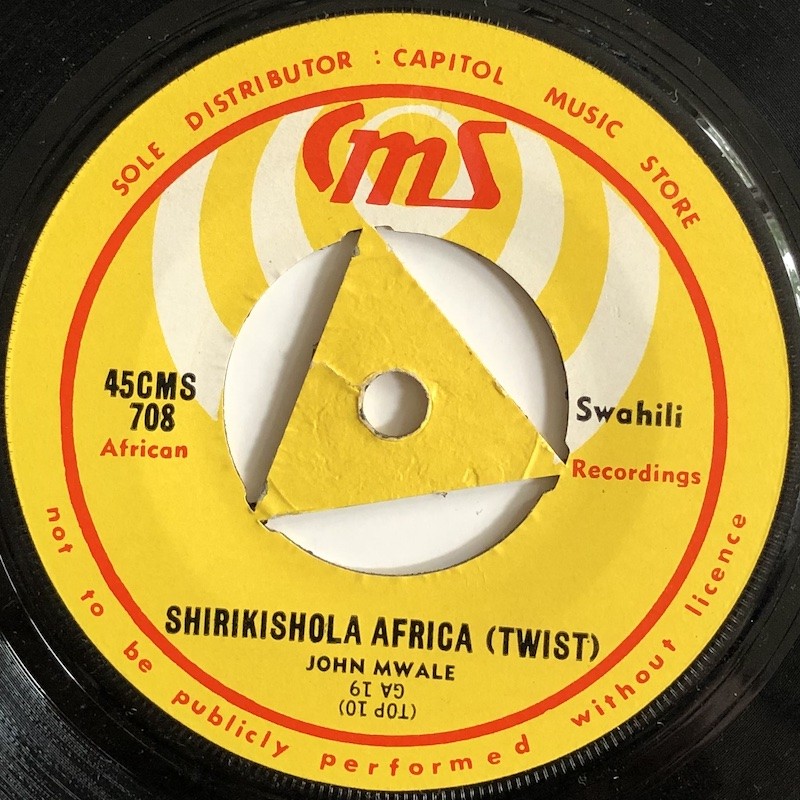 SOLE DISTRIBUTOR : CAPITOL MUSIC STORE
CMS
45CMS
708
African
Swahili
Recordings
SHIRIKISHOLA AFRICA (TWIST)
JOHN MWALE
GA 19
(TOP 10)
not to be publicly performed without licence